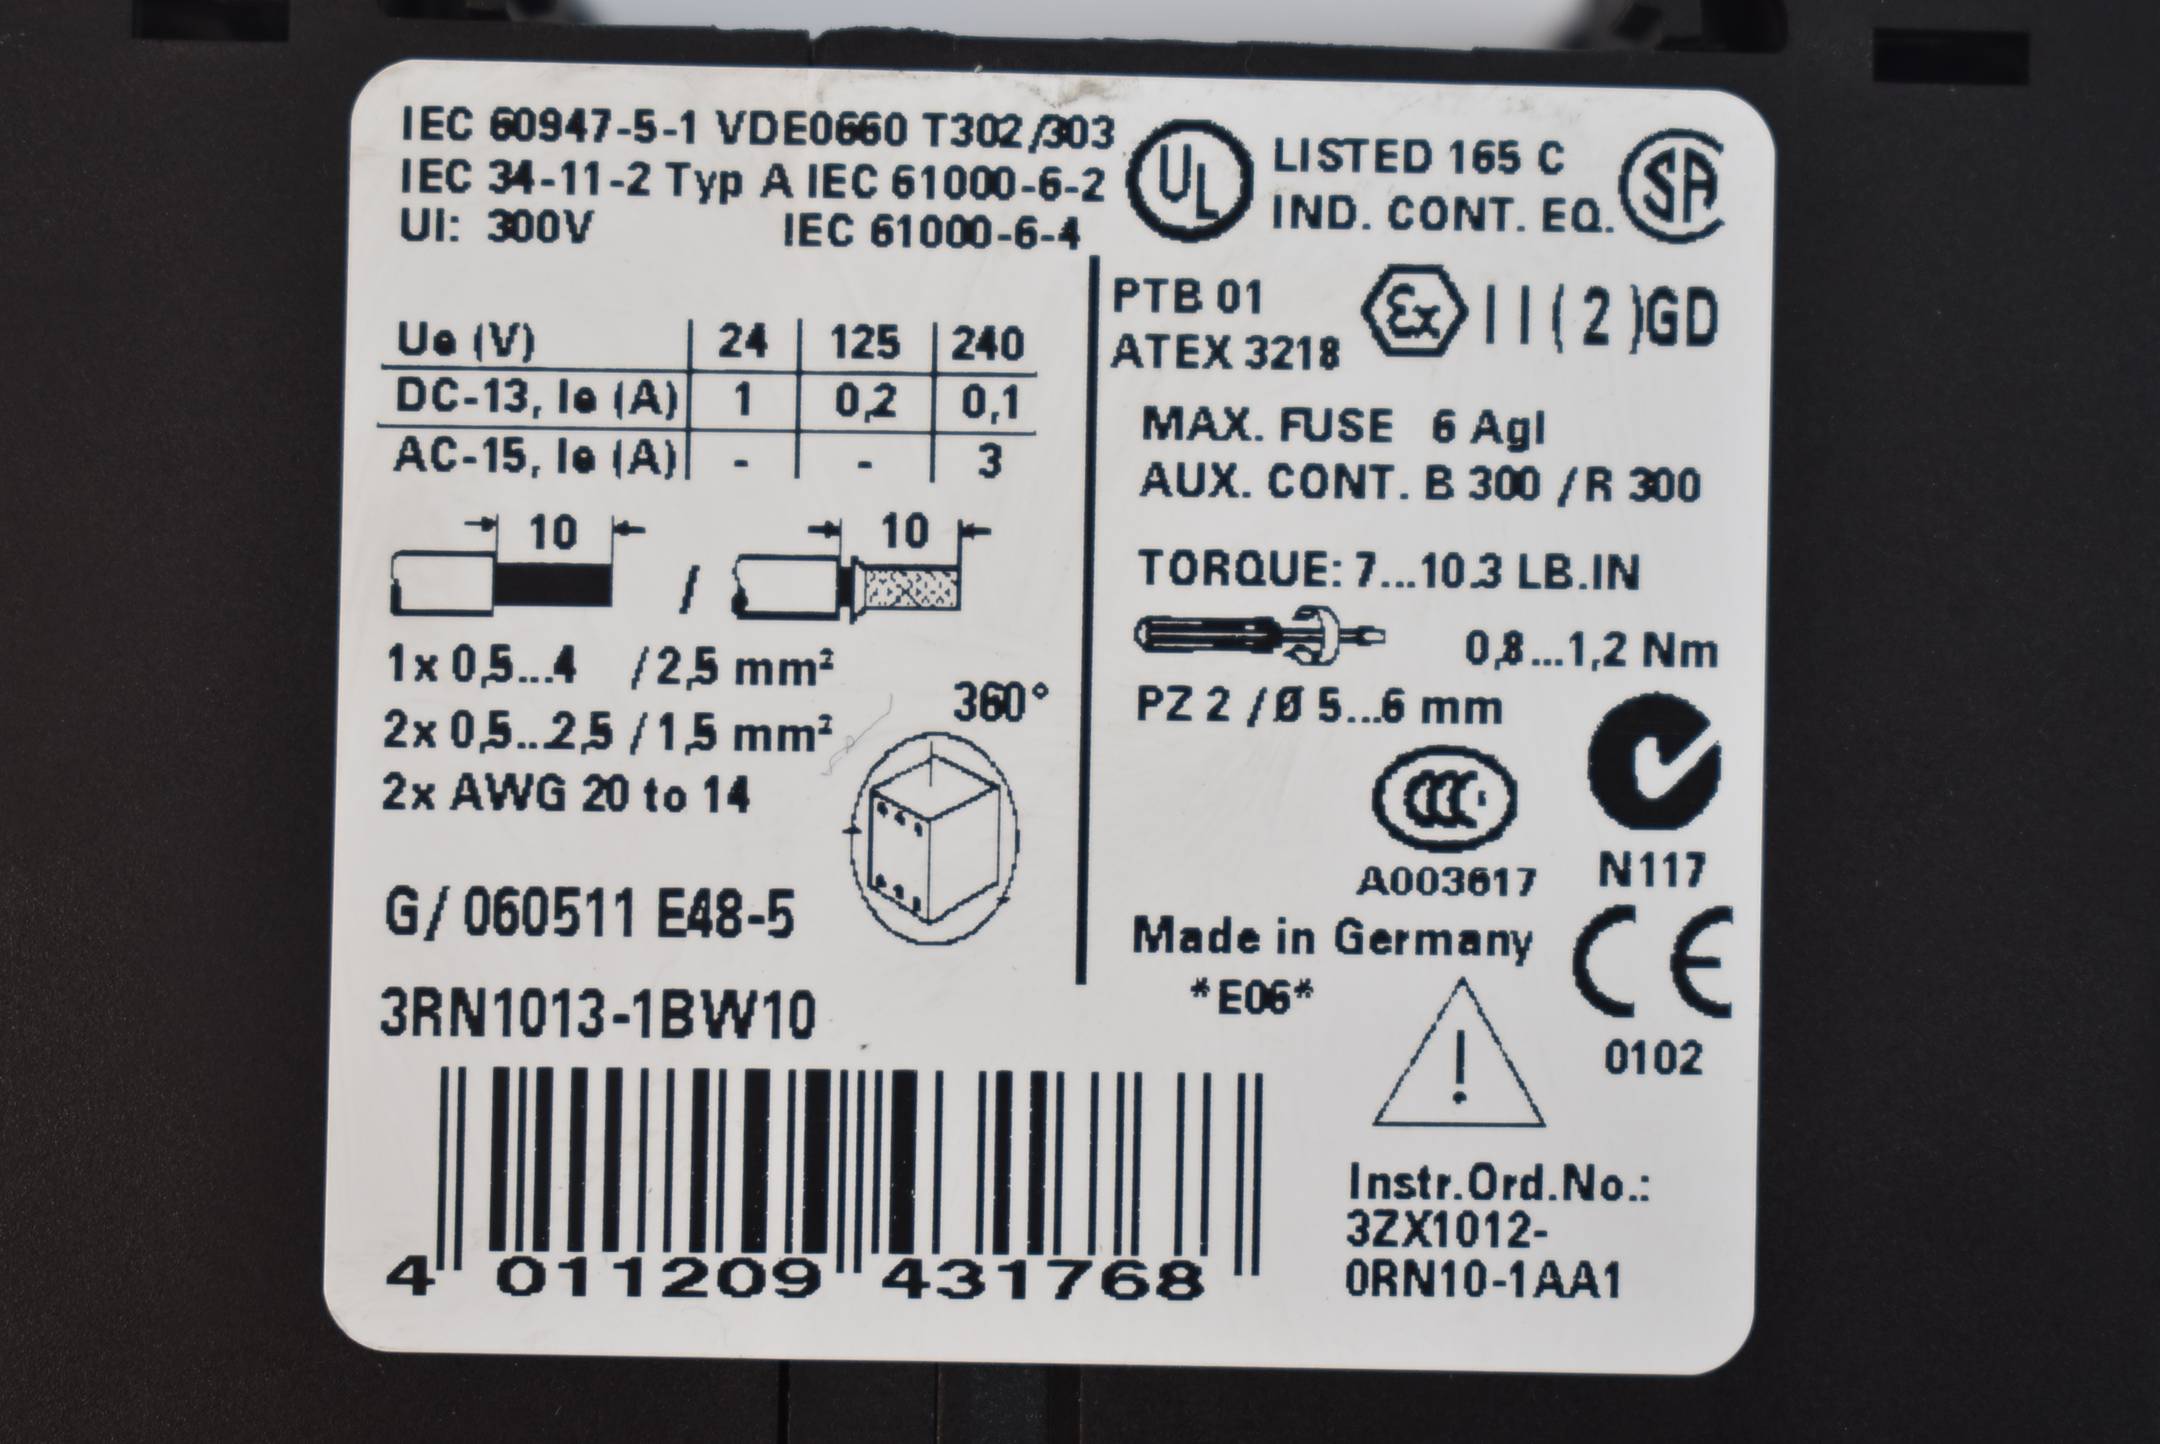 IEC 60947-5-1 VDE0660 T302/303
IEC 34-11-2 Typ A IEC 61000-6-2
UI: 300V IEC 61000-6-4
UL
LISTED 165 C
IND. CONT. EQ.
SA
Ue (V) 24 125 240
DC-13, Ie (A) 1 0,2 0,1
AC-15, Ie (A) - - 3
10 / 10
1x 0,5...4 /2,5 mm²
2x 0,5...2,5 / 1,5 mm²
2x AWG 20 to 14
360°
G/ 060511 E48-5
3RN1013-1BW10
4 011209 431768
PTB 01
ATEX 3218
Ex II(2)GD
MAX. FUSE 6 Agl
AUX. CONT. B 300 / R 300
TORQUE: 7...10.3 LB.IN
0,8...1,2 Nm
PZ 2 / Ø 5...6 mm
CCC
A003617
N117
Made in Germany
*E06*
CE
0102
!
Instr.Ord.No.:
3ZX1012-
0RN10-1AA1